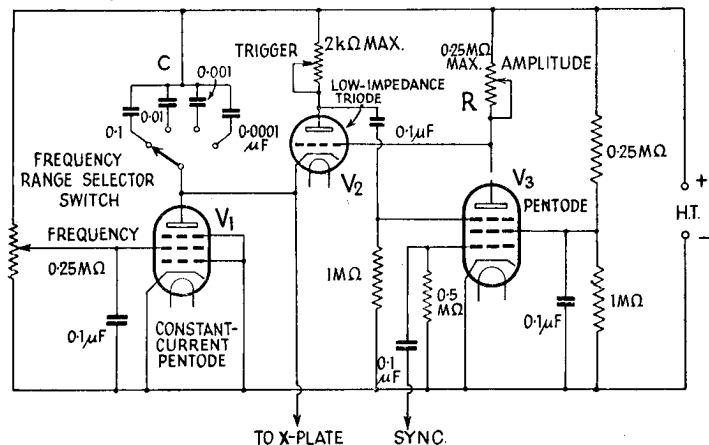 C
0.1
0.01
0.001
0.0001
μF
FREQUENCY
RANGE SELECTOR
SWITCH
TRIGGER
2kΩ MAX.
LOW-IMPEDANCE
TRIODE
V2
0.1μF
0.25MΩ
MAX.
AMPLITUDE
R
0.25MΩ
+
H.T.
−
V1
FREQUENCY
0.25MΩ
0.1μF
CONSTANT-
CURRENT
PENTODE
V3
PENTODE
1MΩ
0.5
MΩ
0.1
μF
0.1μF
1MΩ
TO X-PLATE
SYNC.